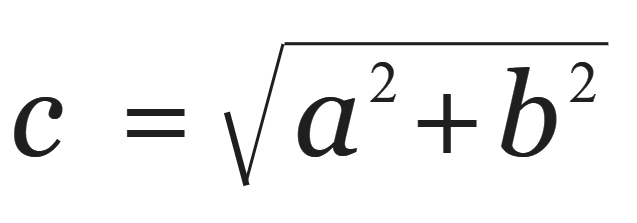 c = √a² + b²